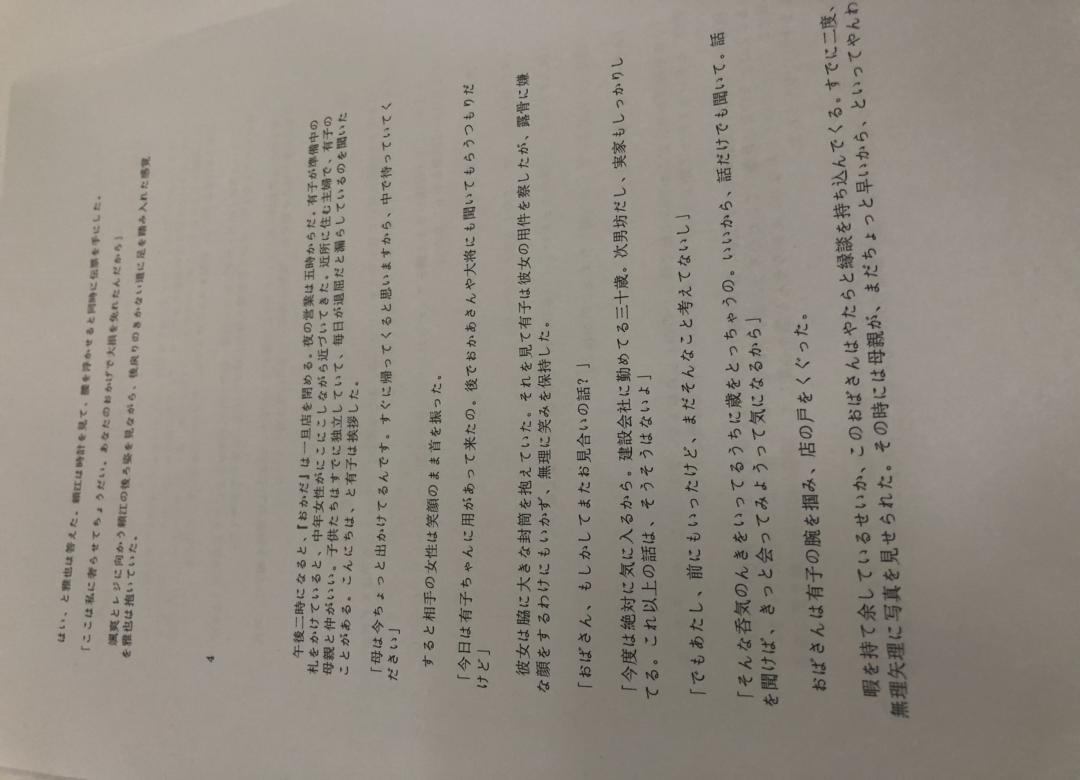 はい、と雅也は答えた。頼江は時計を見て、腰を浮かせると同時に伝票を手にした。
「ここは私に奢らせてちょうだい。あなたのおかげで大損を免れたんだから」
颯爽とレジに向かう頼江の後ろ姿を見ながら、後戻りのきかない道に足を踏み入れた感覚
を雅也は抱いていた。
4
午後二時になると、『おかだ』は一旦店を閉める。夜の営業は五時からだ。有子が準備中の
札をかけていると、中年女性がにこにこしながら近づいてきた。近所に住む主婦で、有子の
母親と仲がいい。子供たちはすでに独立していて、毎日が退屈だと漏らしているのを聞いた
ことがある。こんにちは、と有子は挨拶した。
「母は今ちょっと出かけてるんです。すぐに帰ってくると思いますから、中で待っていてく
ださい」
すると相手の女性は笑顔のまま首を振った。
「今日は有子ちゃんに用があって来たの。後でおかあさんや大将にも聞いてもらうつもりだ
けど」
彼女は脇に大きな封筒を抱えていた。それを見て有子は彼女の用件を察したが、露骨に嫌
な顔をするわけにもいかず、無理に笑みを保持した。
「おばさん、もしかしてまたお見合いの話？」
「今度は絶対に気に入るから。建設会社に勤めてる三十歳。次男坊だし、実家もしっかりし
てる。これ以上の話は、そうそうはないよ」
「でもあたし、前にもいったけど、まだそんなこと考えてないし」
「そんな呑気のんきをいってるうちに歳をとっちゃうの。いいから、話だけでも聞いて。話
を聞けば、きっと会ってみようって気になるから」
おばさんは有子の腕を掴み、店の戸をくぐった。
暇を持て余しているせいか、このおばさんはやたらと縁談を持ち込んでくる。すでに二度、
無理矢理に写真を見せられた。その時には母親が、まだちょっと早いから、といってやんわ